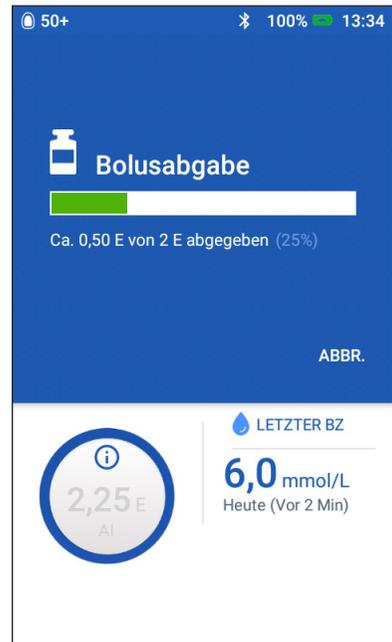 50+ 100% 13:34
Bolusabgabe
Ca. 0,50 E von 2 E abgegeben (25%)
ABBR.
2,25 E
AI
LETZTER BZ
6,0 mmol/L
Heute (Vor 2 Min)